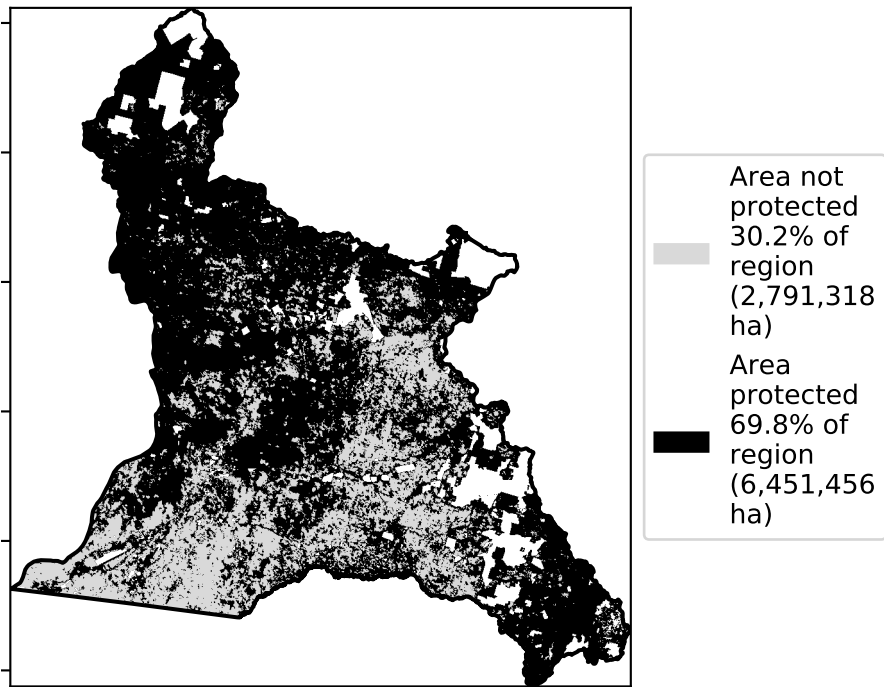 Area not
protected
30.2% of
region
(2,791,318
ha)
Area
protected
69.8% of
region
(6,451,456
ha)